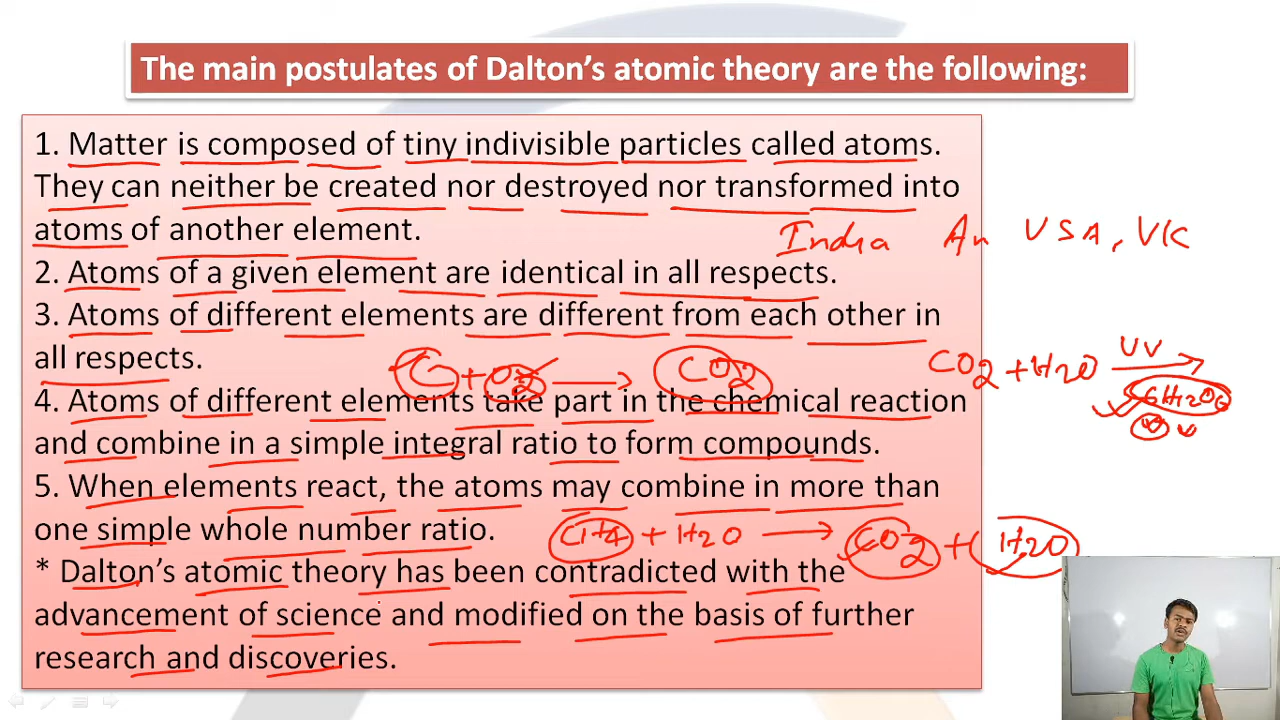 The main postulates of Dalton's atomic theory are the following:
1. Matter is composed of tiny indivisible particles called atoms.
They can neither be created nor destroyed nor transformed into
atoms of another element.
India Au USA, UK
2. Atoms of a given element are identical in all respects.
3. Atoms of different elements are different from each other in
all respects.
C + O2 → CO2
CO2 + H2O UV →
C6H12O6
4. Atoms of different elements take part in the chemical reaction
and combine in a simple integral ratio to form compounds.
5. When elements react, the atoms may combine in more than
one simple whole number ratio.
CH4 + H2O → CO2 + H2O
* Dalton's atomic theory has been contradicted with the
advancement of science and modified on the basis of further
research and discoveries.